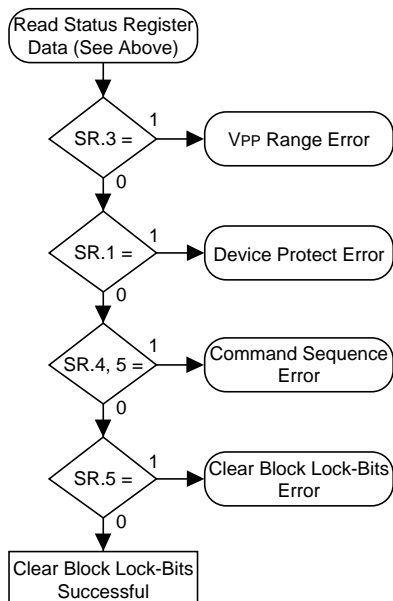 Read Status Register
Data (See Above)
1
SR.3 =
VPP Range Error
0
1
SR.1 =
Device Protect Error
0
1
SR.4, 5 =
Command Sequence
Error
0
1
SR.5 =
Clear Block Lock-Bits
Error
0
Clear Block Lock-Bits
Successful